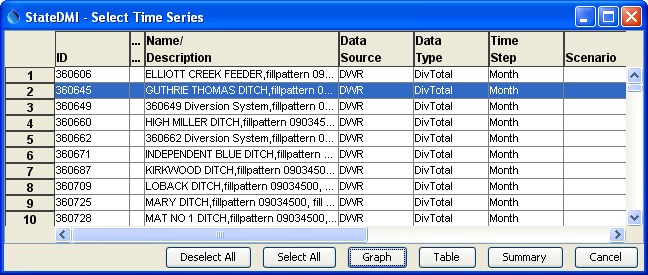 StateDMI - Select Time Series
... Name/ Data Data Time
ID ... Description Source Type Step Scenario
1 360606 ELLIOTT CREEK FEEDER,fillpattern 09... DWR DivTotal Month
2 360645 GUTHRIE THOMAS DITCH,fillpattern 0... DWR DivTotal Month
3 360649 360649 Diversion System,fillpattern 0... DWR DivTotal Month
4 360660 HIGH MILLER DITCH,fillpattern 090345... DWR DivTotal Month
5 360662 360662 Diversion System,fillpattern 0... DWR DivTotal Month
6 360671 INDEPENDENT BLUE DITCH,fillpatter... DWR DivTotal Month
7 360687 KIRKWOOD DITCH,fillpattern 090345... DWR DivTotal Month
8 360709 LOBACK DITCH,fillpattern 09034500, ... DWR DivTotal Month
9 360725 MARY DITCH,fillpattern 09034500, fill ... DWR DivTotal Month
10 360728 MAT NO 1 DITCH,fillpattern 09034500,... DWR DivTotal Month
Deselect All Select All Graph Table Summary Cancel